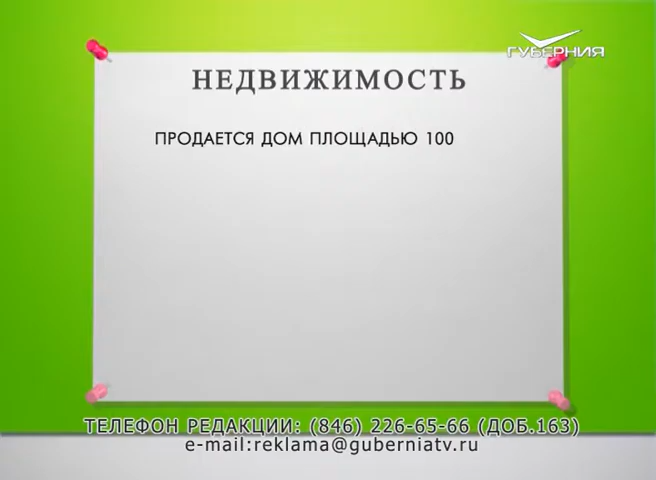 ГУБЕРНИЯ
НЕДВИЖИМОСТЬ
ПРОДАЕТСЯ ДОМ ПЛОЩАДЬЮ 100
ТЕЛЕФОН РЕДАКЦИИ: (846) 226-65-66 (ДОБ.163)
e-mail:reklama@guberniatv.ru